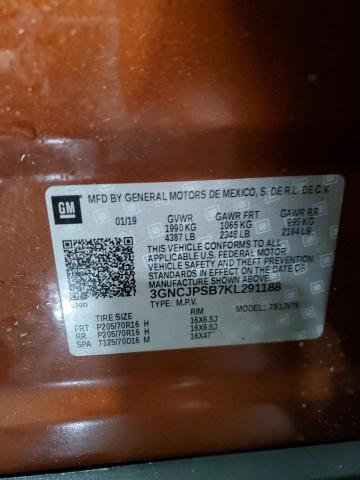 GM
MFD BY GENERAL MOTORS DE MEXICO, S. DE R.L. DE C.V.
01/19 GVWR GAWR FRT GAWR RR
1990 KG 1065 KG 995 KG
4387 LB 2348 LB 2194 LB
THIS VEHICLE CONFORMS TO ALL
APPLICABLE U.S. FEDERAL MOTOR
VEHICLE SAFETY AND THEFT PREVENTION
STANDARDS IN EFFECT ON THE DATE OF
MANUFACTURE SHOWN ABOVE.
3GNCJPSB7KL291188
TYPE: M.P.V.
TIRE SIZE RIM
FRT P205/70R16 H 16X6.5J
RR P205/70R16 H 16X6.5J
SPA T125/70D16 M 16X4T